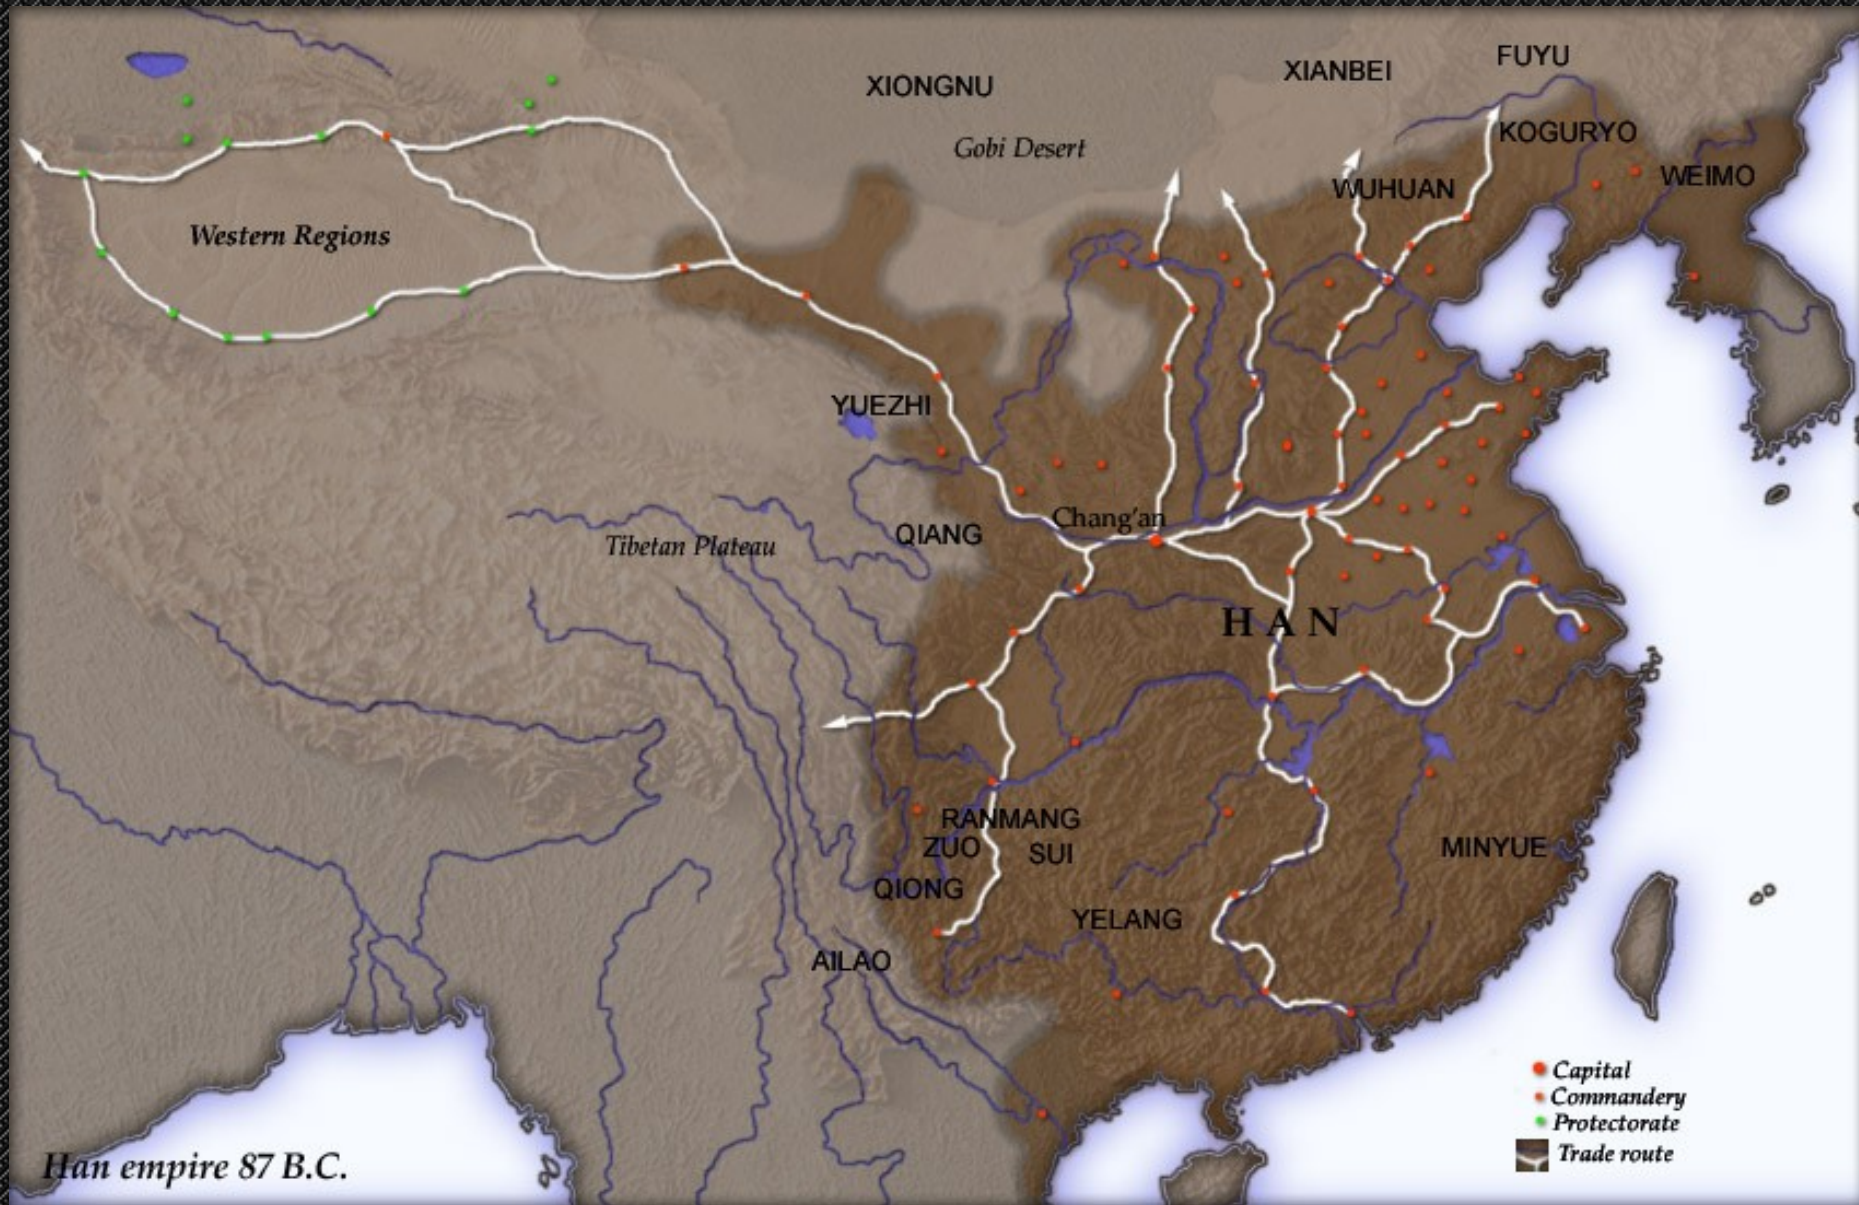 FUYU
XIANBEI
XIONGNU
KOGURYO
Gobi Desert
WEIMO
WUHUAN
Western Regions
YUEZHI
Chang'an
QIANG
Tibetan Plateau
HAN
RANMANG
ZUO
SUI
MINYUE
QIONG
YELANG
AILAO
Capital
Commandery
Protectorate
Trade route
Han empire 87 B.C.